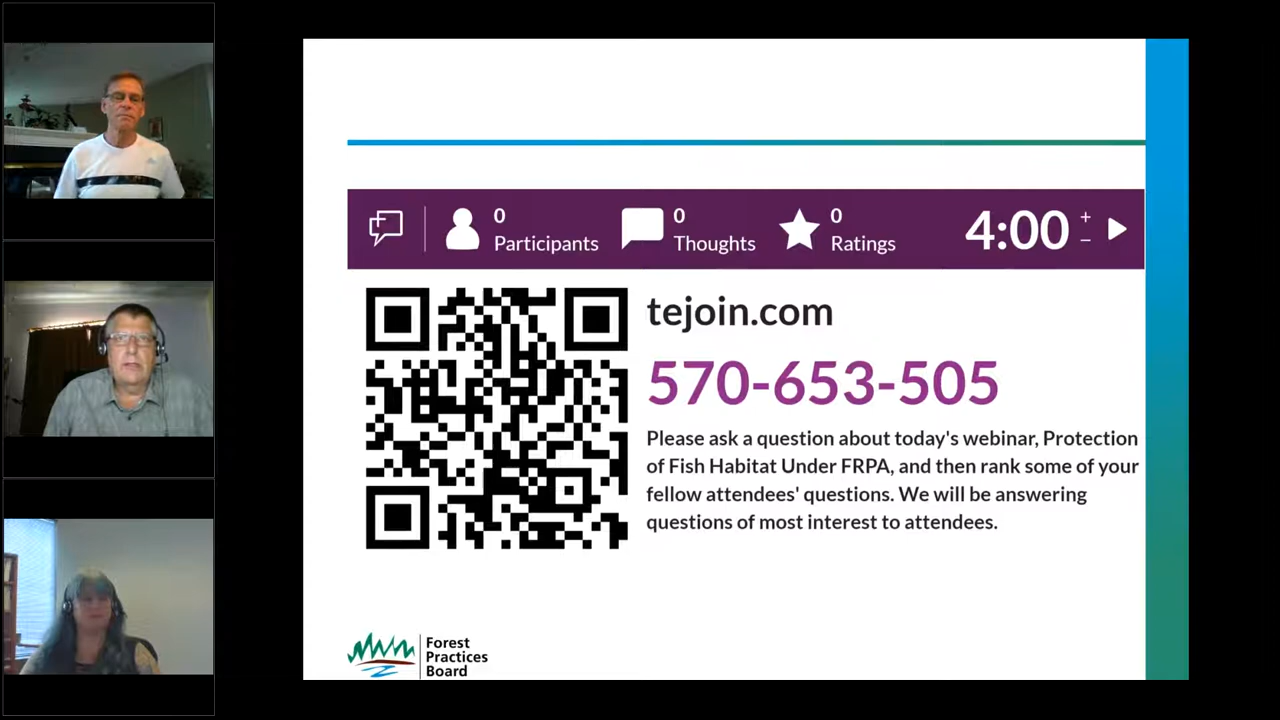 0
Participants
0
Thoughts
0
Ratings
4:00
+
−
tejoin.com
570-653-505
Please ask a question about today's webinar, Protection
of Fish Habitat Under FRPA, and then rank some of your
fellow attendees' questions. We will be answering
questions of most interest to attendees.
Forest
Practices
Board